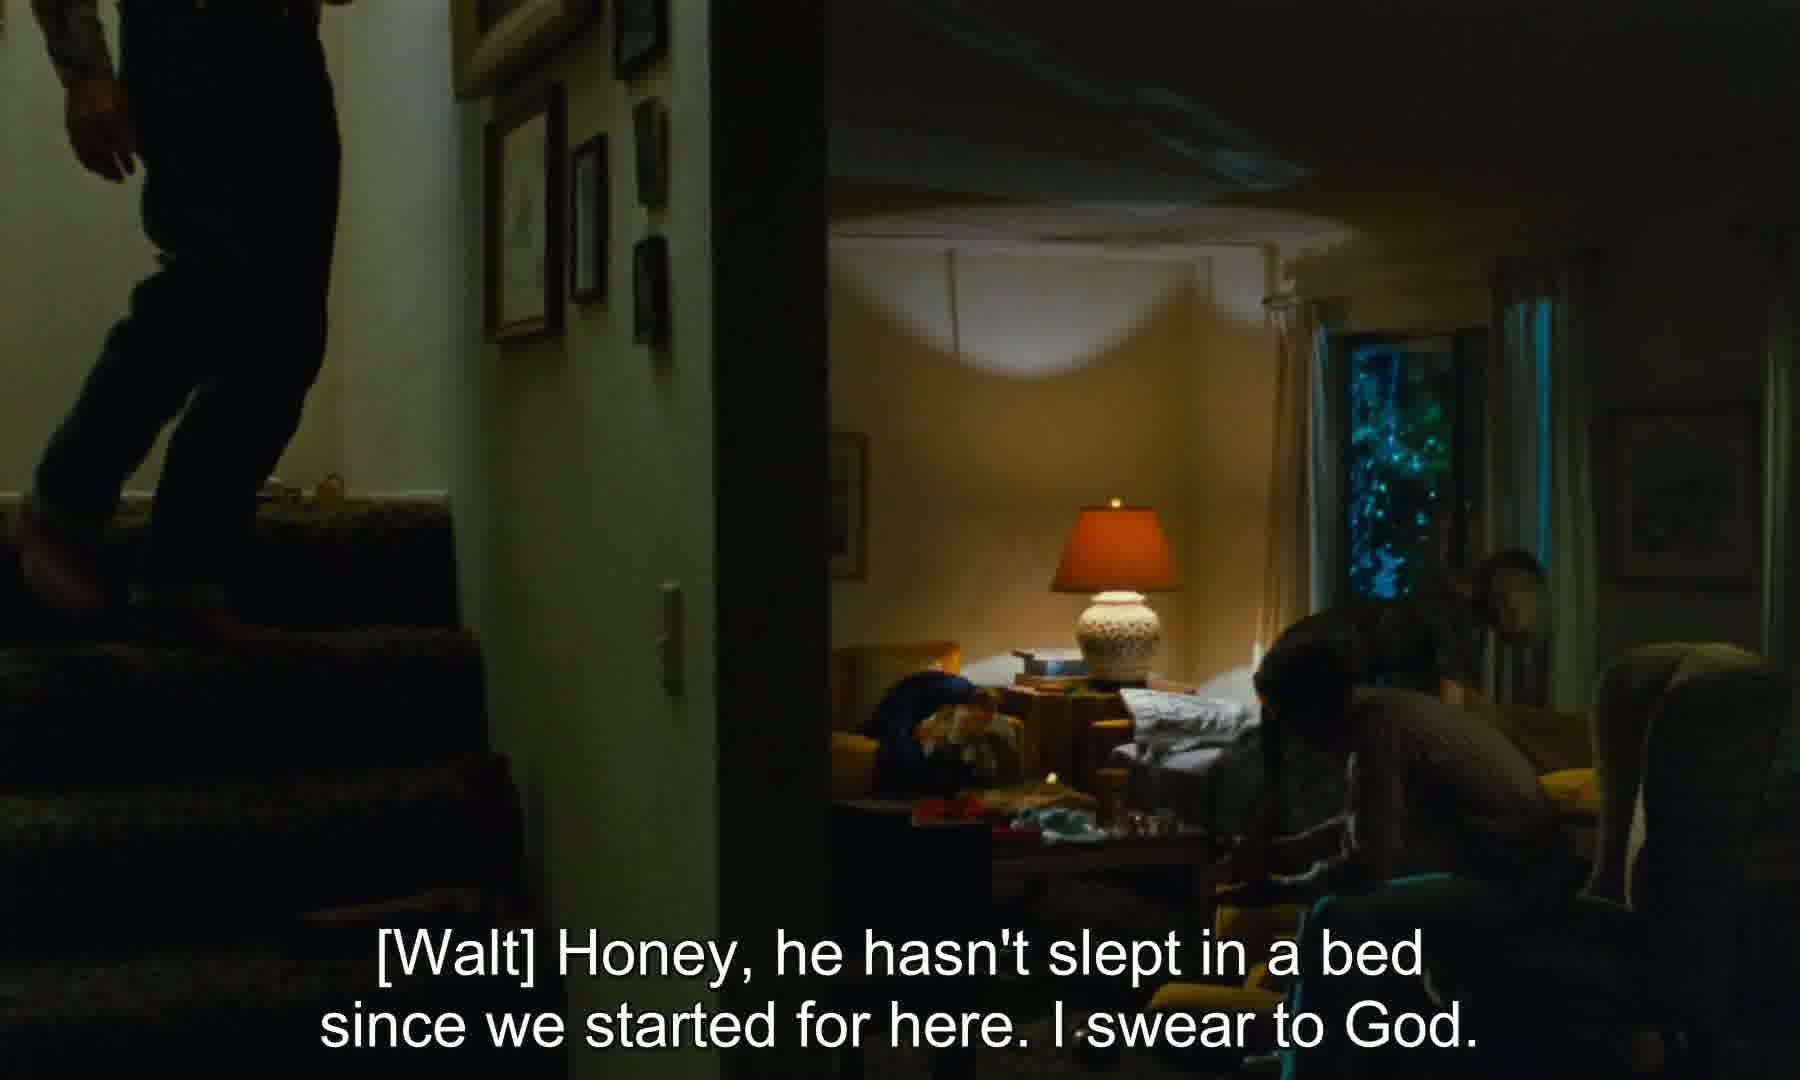 [Walt] Honey, he hasn't slept in a bed
since we started for here. I swear to God.